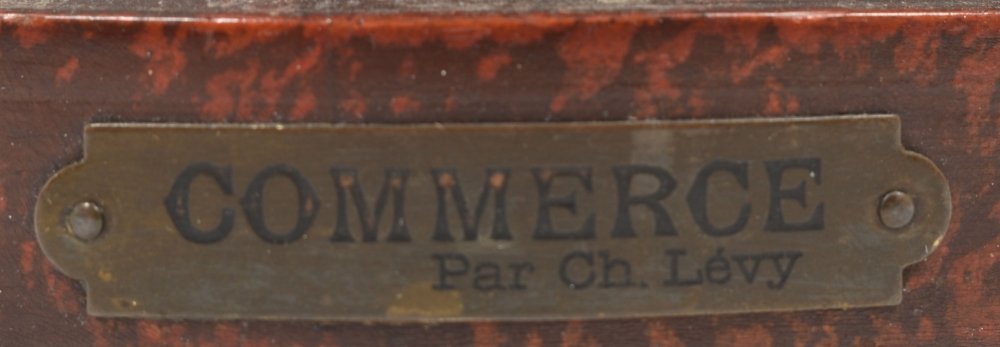 COMMERCE
Par Ch. Lévy